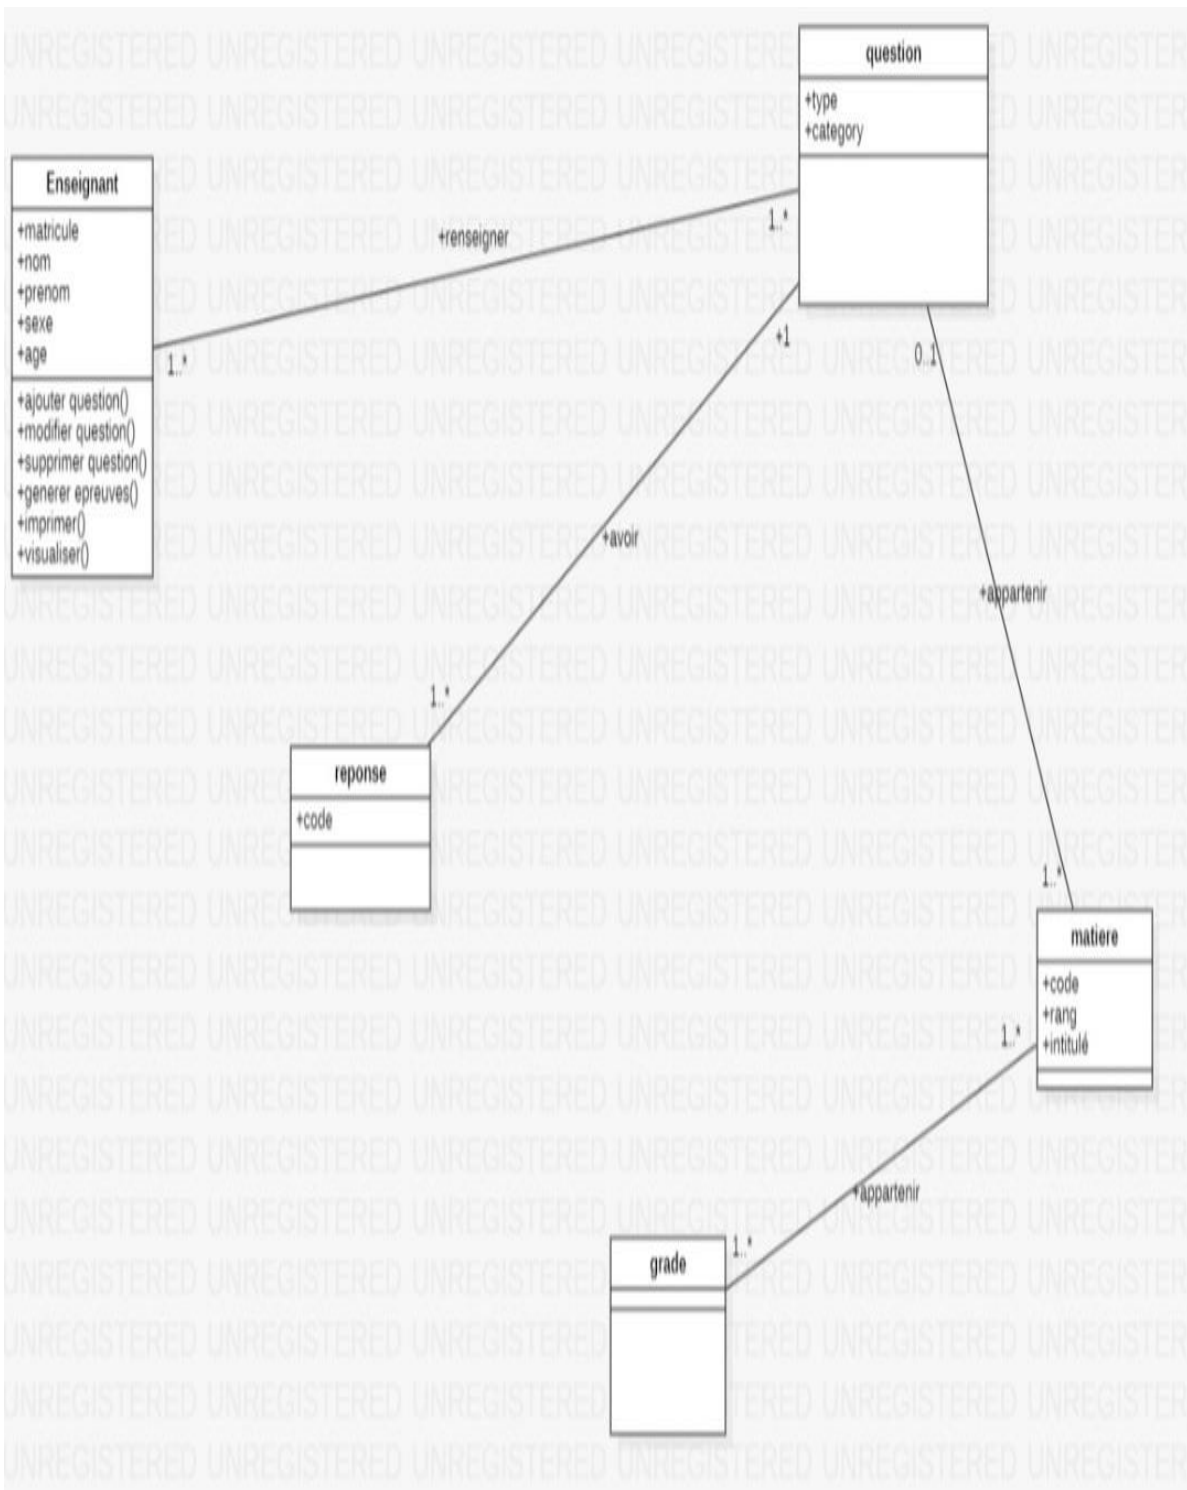 question
+type
+category
Enseignant
+matricule
+nom
+prenom
+sexe
+age
+ajouter question()
+modifier question()
+supprimer question()
+generer epreuves()
+imprimer()
+visualiser()
+renseigner
1..*
1..*
+1
0..1
+avoir
+appartenir
1..*
reponse
+code
1..*
matiere
+code
+rang
+intitulé
1..*
+appartenir
1..*
grade
UNREGISTERED